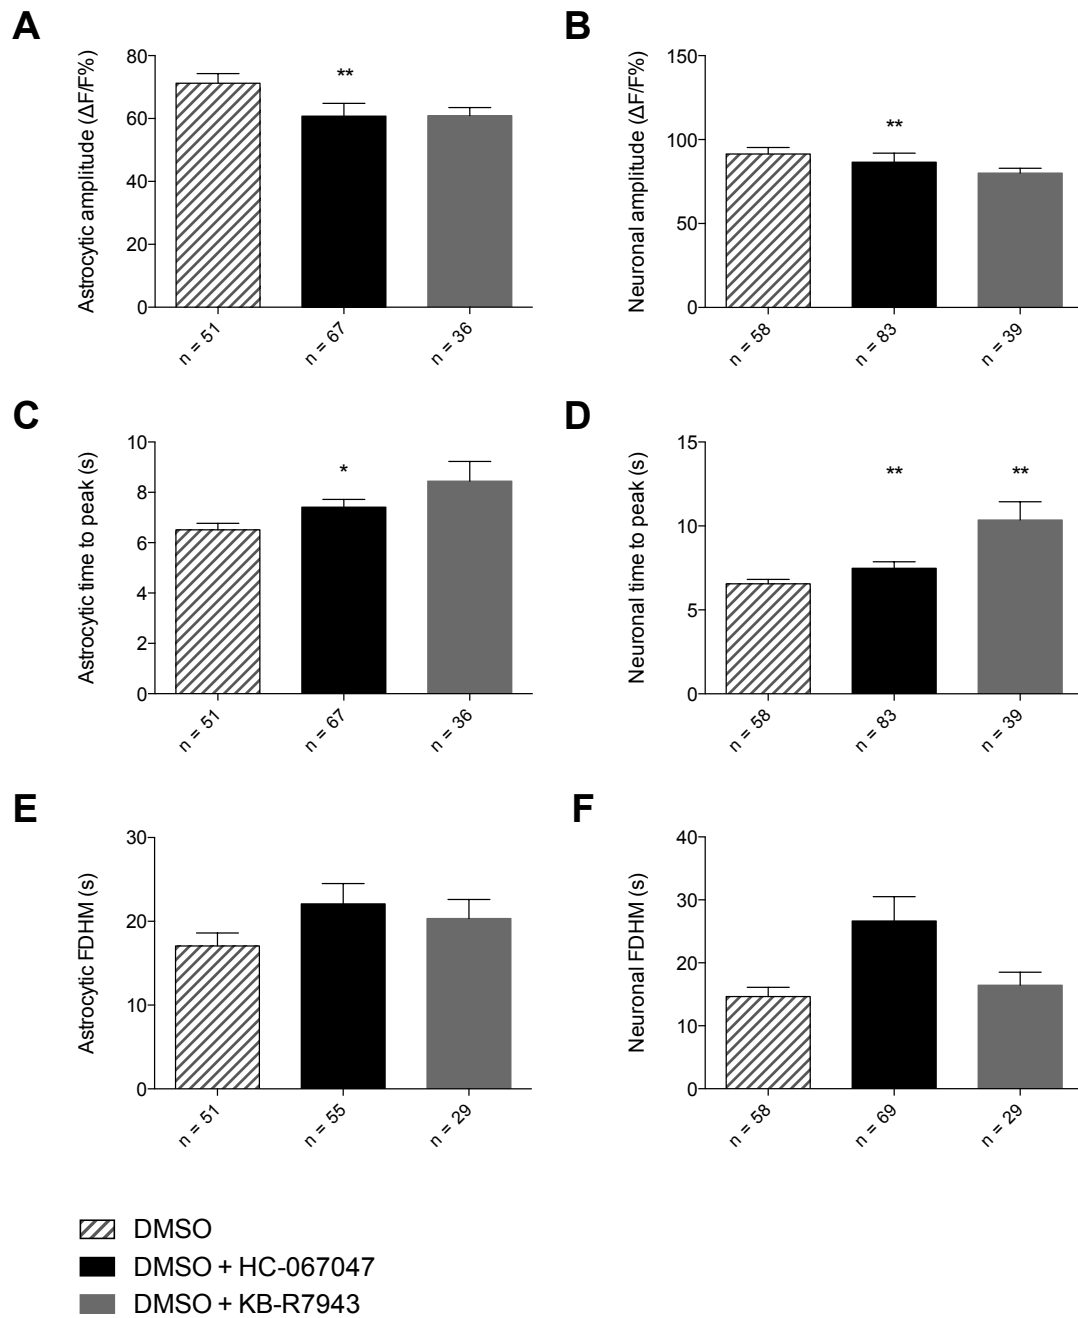 A
Astrocytic amplitude (ΔF/F%)
80
60
40
20
0
**
n = 51
n = 67
n = 36
B
Neuronal amplitude (ΔF/F%)
150
100
50
0
**
n = 58
n = 83
n = 39
C
Astrocytic time to peak (s)
10
8
6
4
2
0
*
n = 51
n = 67
n = 36
D
Neuronal time to peak (s)
15
10
5
0
**
**
n = 58
n = 83
n = 39
E
Astrocytic FDHM (s)
30
20
10
0
n = 51
n = 55
n = 29
F
Neuronal FDHM (s)
40
30
20
10
0
n = 58
n = 69
n = 29
DMSO
DMSO + HC-067047
DMSO + KB-R7943